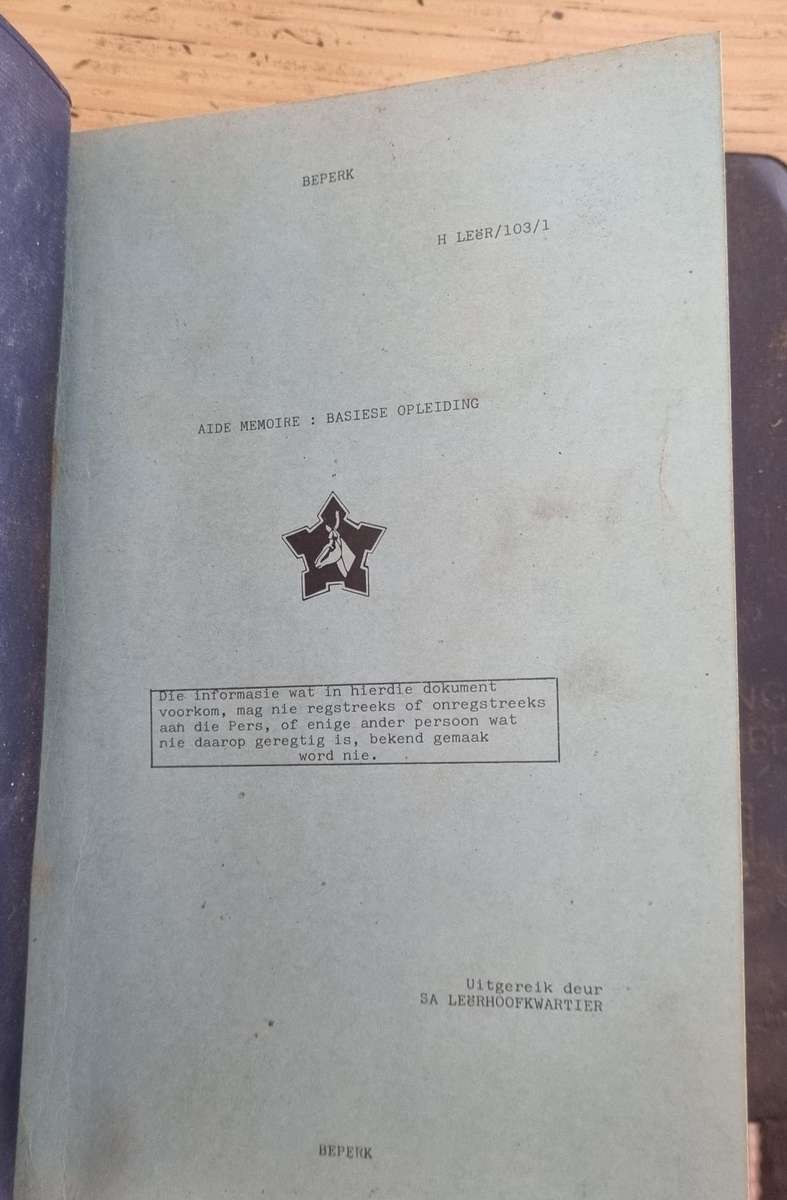 BEPERK
H LEëR/103/1
AIDE MEMOIRE : BASIESE OPLEIDING
Die informasie wat in hierdie dokument
voorkom, mag nie regstreeks of onregstreeks
aan die Pers, of enige ander persoon wat
nie daarop geregtig is, bekend gemaak
word nie.
Uitgereik deur
SA LEëRHOOFKWARTIER
BEPERK